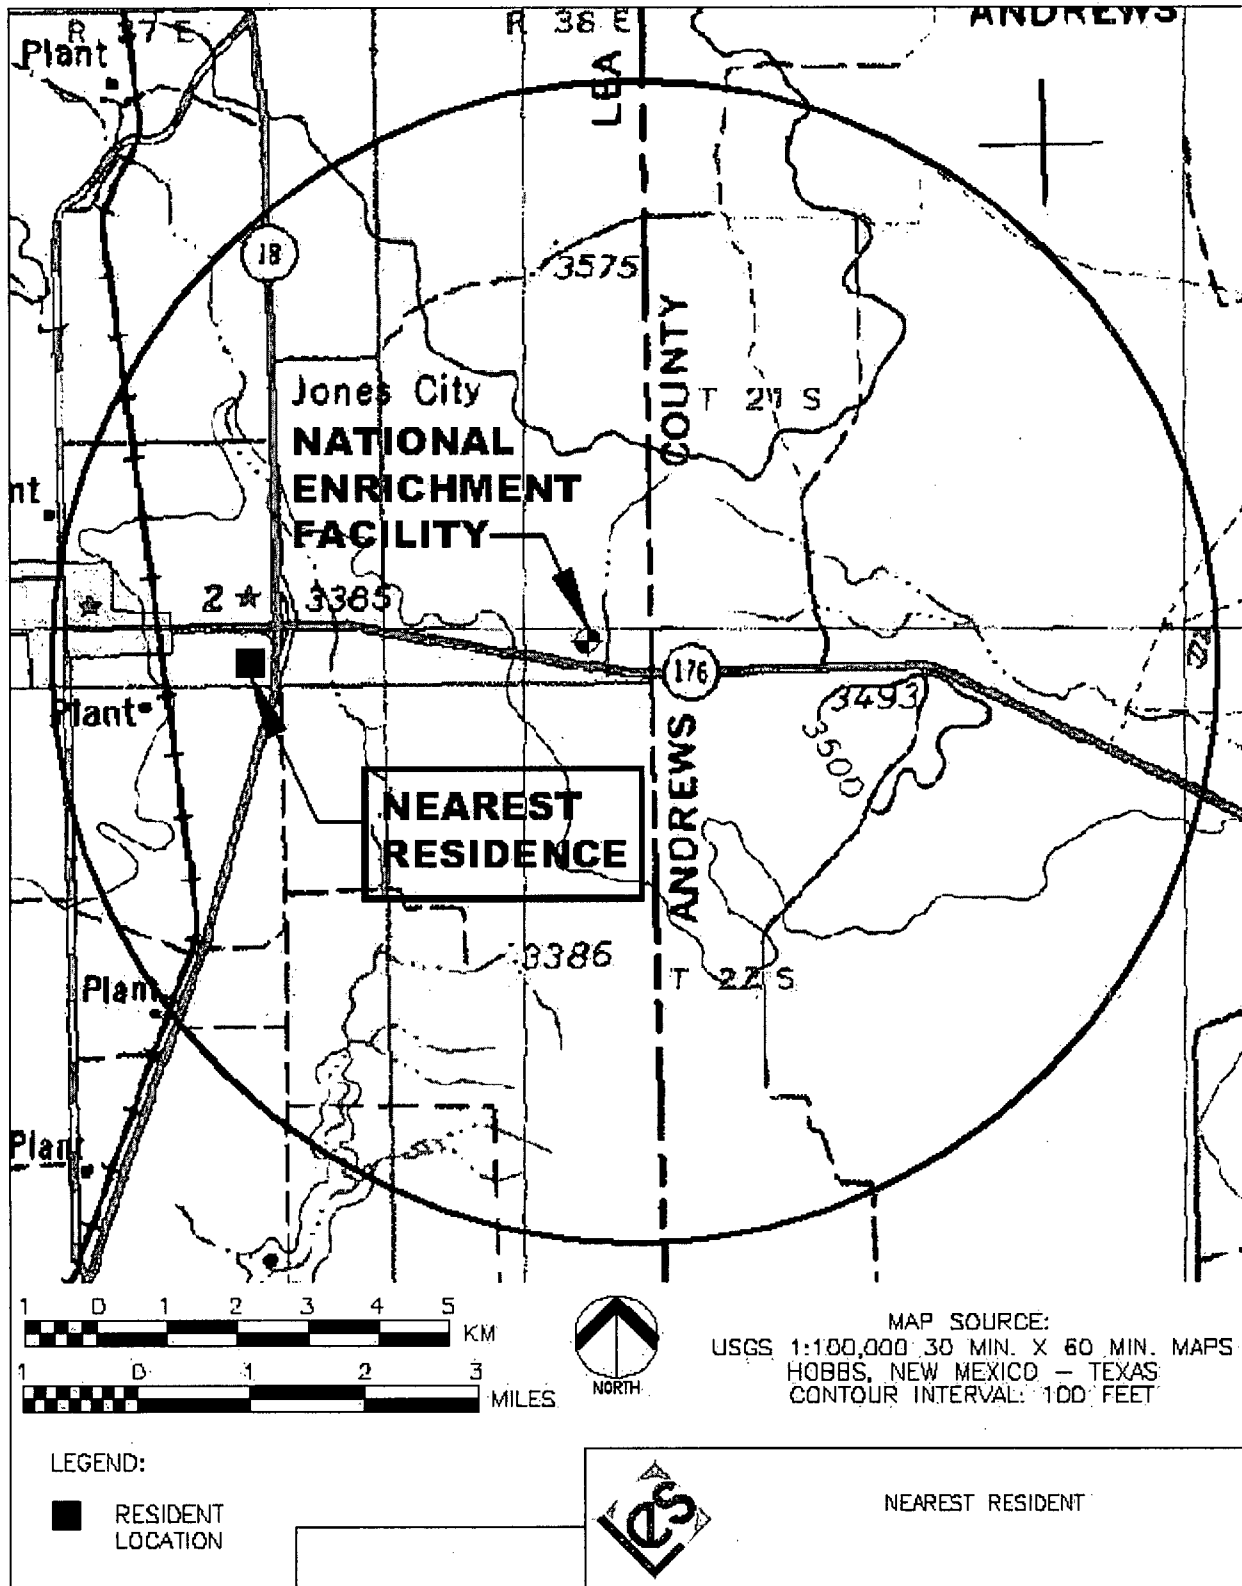 ANDREWS
R 37 E
R 38 E
Plant
LEA
18
3575
COUNTY
Jones City
T 21 S
NATIONAL
ENRICHMENT
FACILITY
nt
2
3385
176
Plant
3493
3500
ANDREWS
NEAREST
RESIDENCE
3386
T 22 S
Plant
Plant
1 0 1 2 3 4 5
KM
1 0 1 2 3
MILES
NORTH
MAP SOURCE:
USGS 1:100,000 30 MIN. X 60 MIN. MAPS
HOBBS, NEW MEXICO – TEXAS
CONTOUR INTERVAL: 100 FEET
LEGEND:
RESIDENT
LOCATION
les
NEAREST RESIDENT